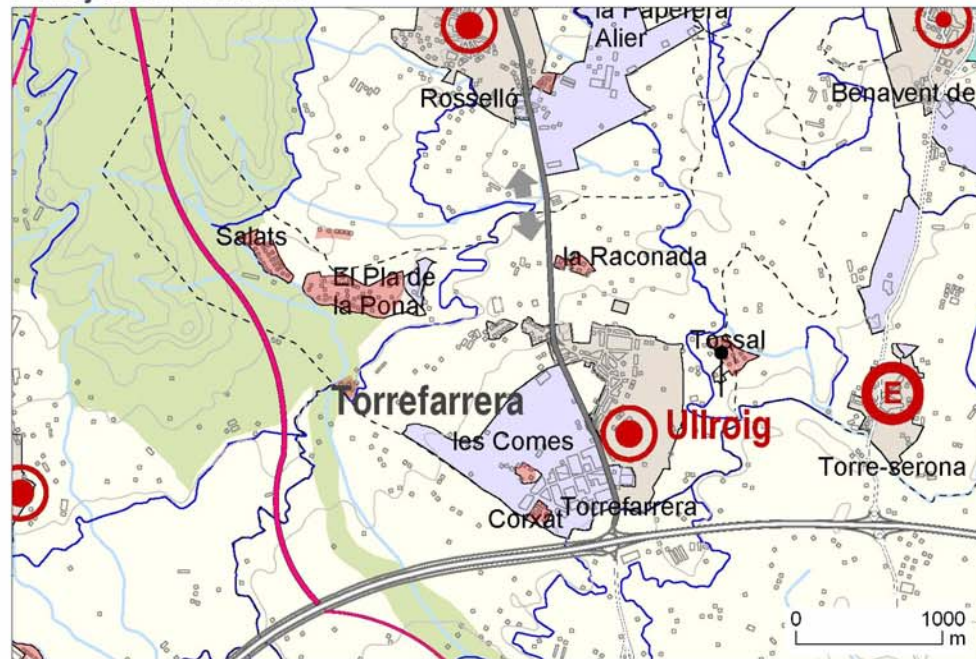 la Paperera
Alier
Rosselló
Benavent de
Salats
El Pla de
la Ponal
la Raconada
Tossal
Torrefarrera
les Comes
Ullroig
E
Torre-serona
Torrefarrera
Corxat
0 1000
m